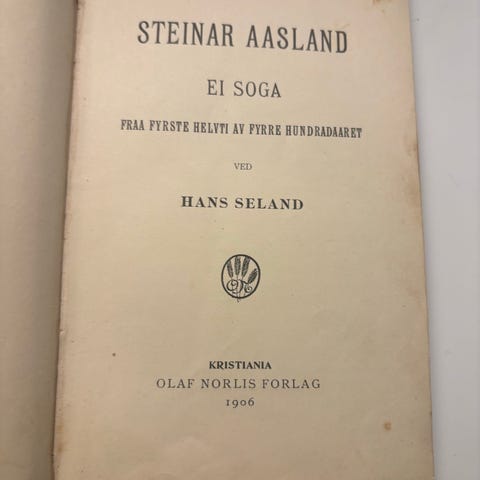 STEINAR AASLAND
EI SOGA
FRAA FYRSTE HELVTI AV FYRRE HUNDRADAARET
VED
HANS SELAND
KRISTIANIA
OLAF NORLIS FORLAG
1906